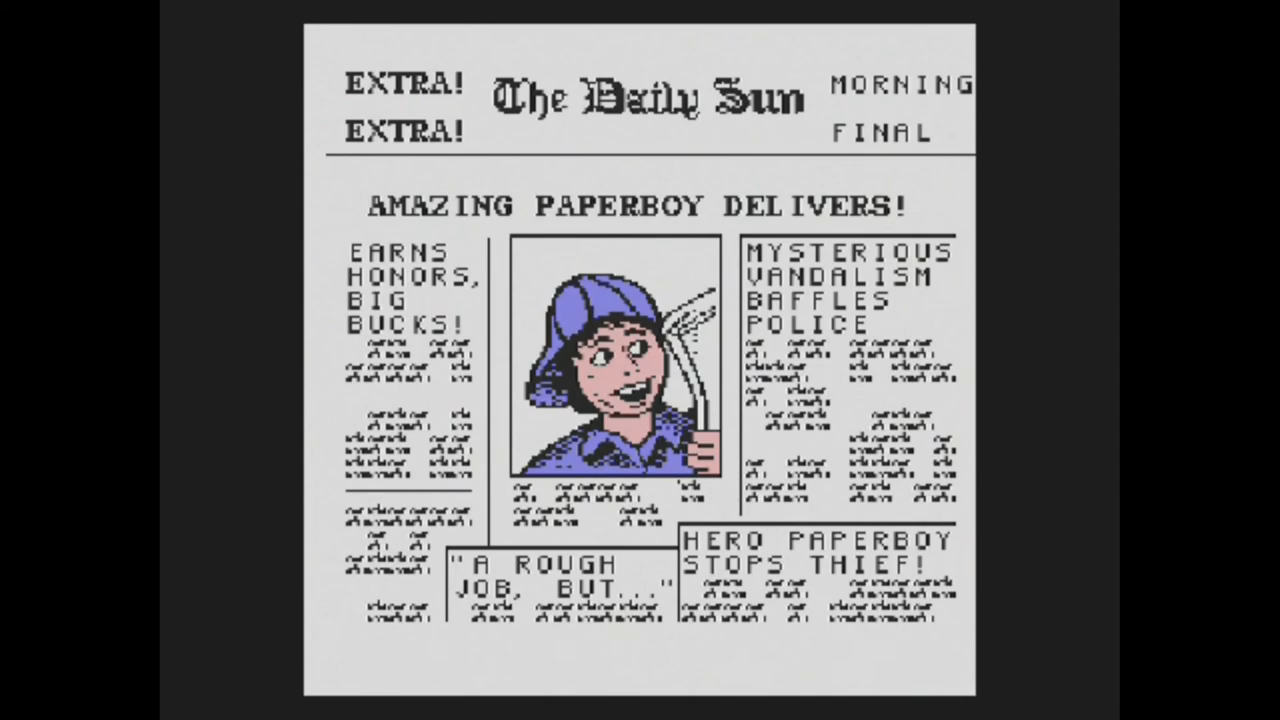 EXTRA! The Daily Sun MORNING
EXTRA! FINAL
AMAZING PAPERBOY DELIVERS!
EARNS
HONORS,
BIG
BUCKS!
MYSTERIOUS
VANDALISM
BAFFLES
POLICE
"A ROUGH
JOB, BUT..."
HERO PAPERBOY
STOPS THIEF!